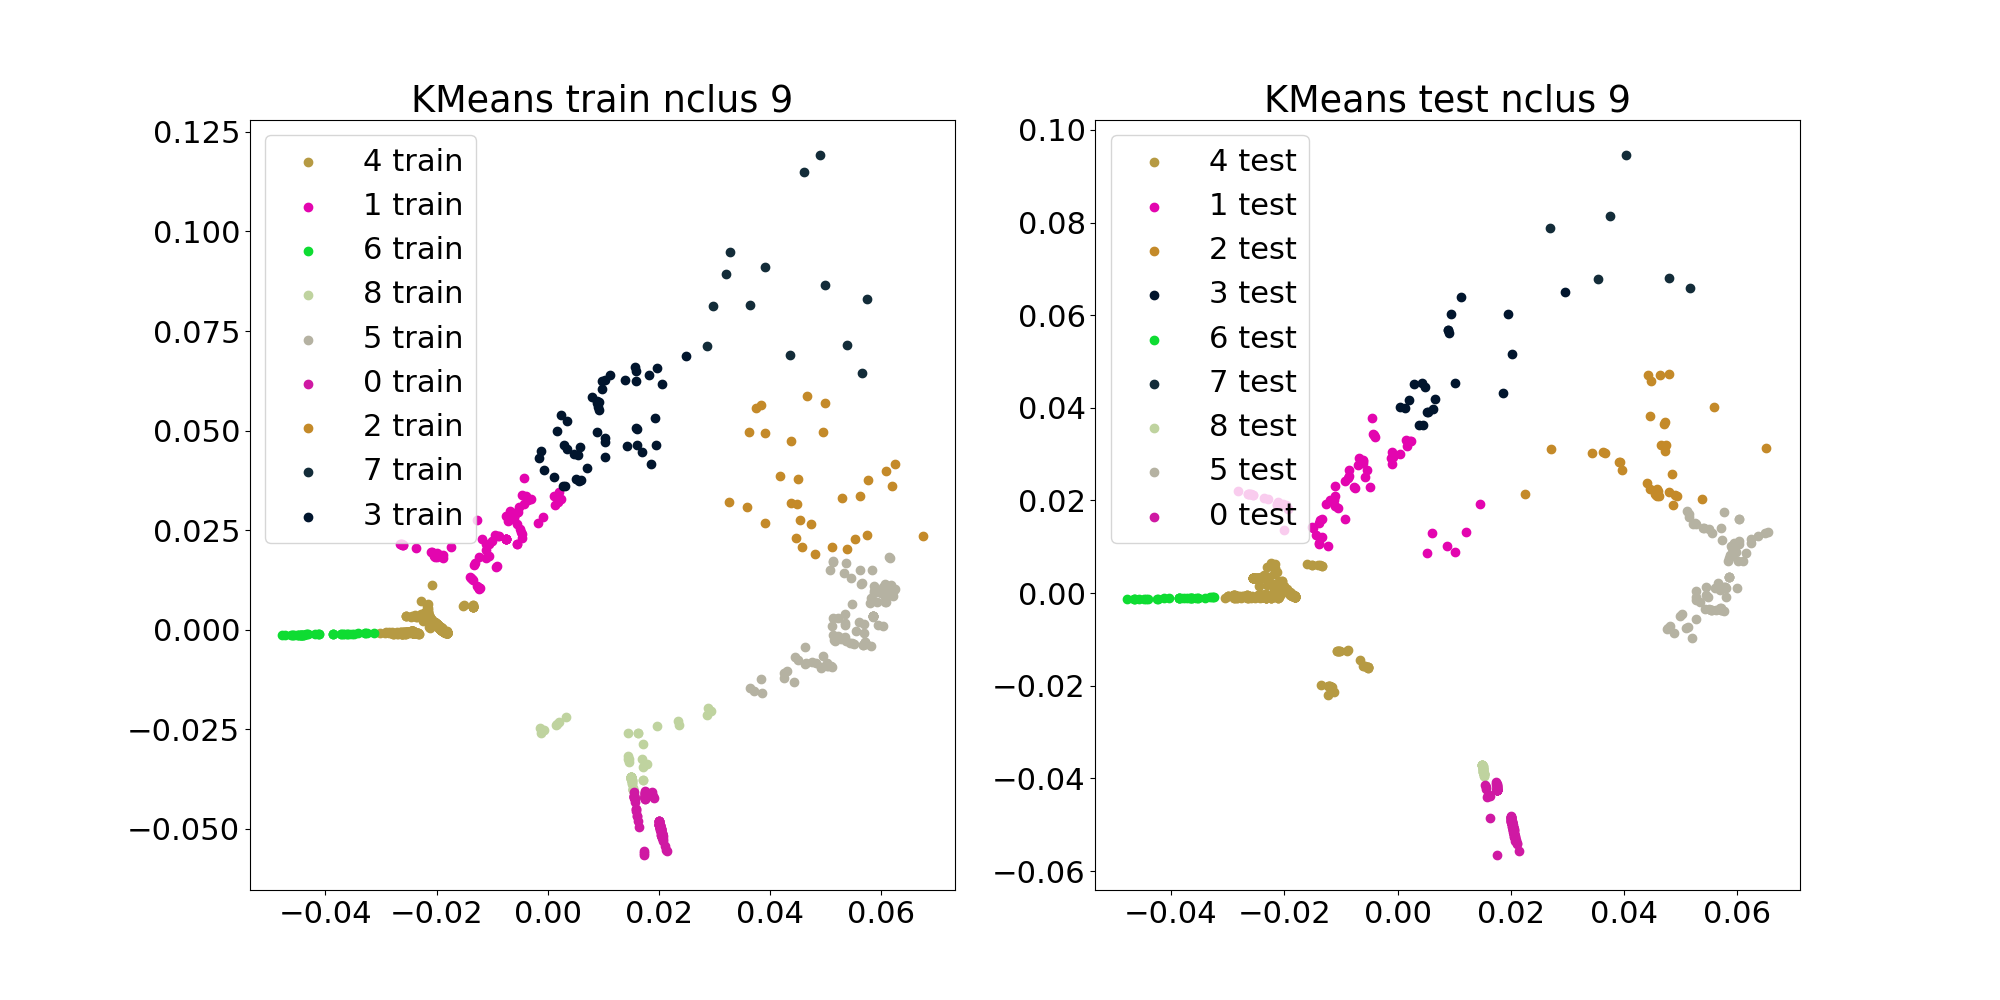 KMeans train nclus 9
0.125
0.100
0.075
0.050
0.025
0.000
−0.025
−0.050
−0.04 −0.02 0.00 0.02 0.04 0.06
4 train
1 train
6 train
8 train
5 train
0 train
2 train
7 train
3 train
KMeans test nclus 9
0.10
0.08
0.06
0.04
0.02
0.00
−0.02
−0.04
−0.06
−0.04 −0.02 0.00 0.02 0.04 0.06
4 test
1 test
2 test
3 test
6 test
7 test
8 test
5 test
0 test